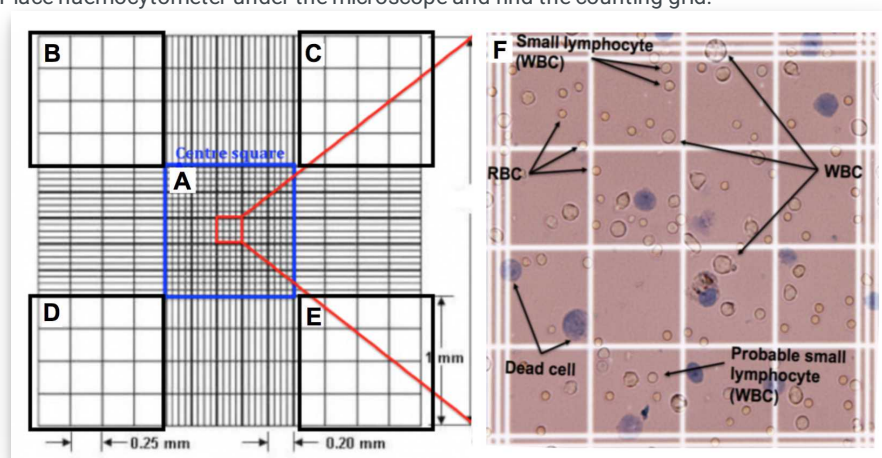 Place haemocytometer under the microscope and find the counting grid.
B
C
Centre square
A
D
E
1 mm
0.25 mm
0.20 mm
F
Small lymphocyte
(WBC)
RBC
WBC
Dead cell
Probable small
lymphocyte
(WBC)